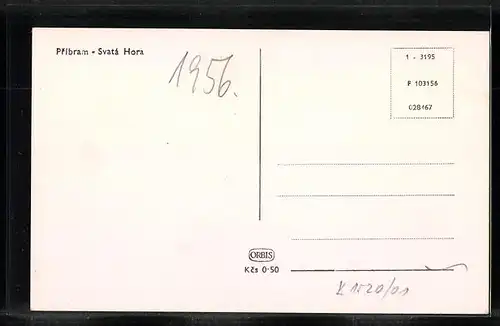 Příbram - Svatá Hora
1956.
1 - 3195
F 103156
028167
ORBIS
Kčs 0·50